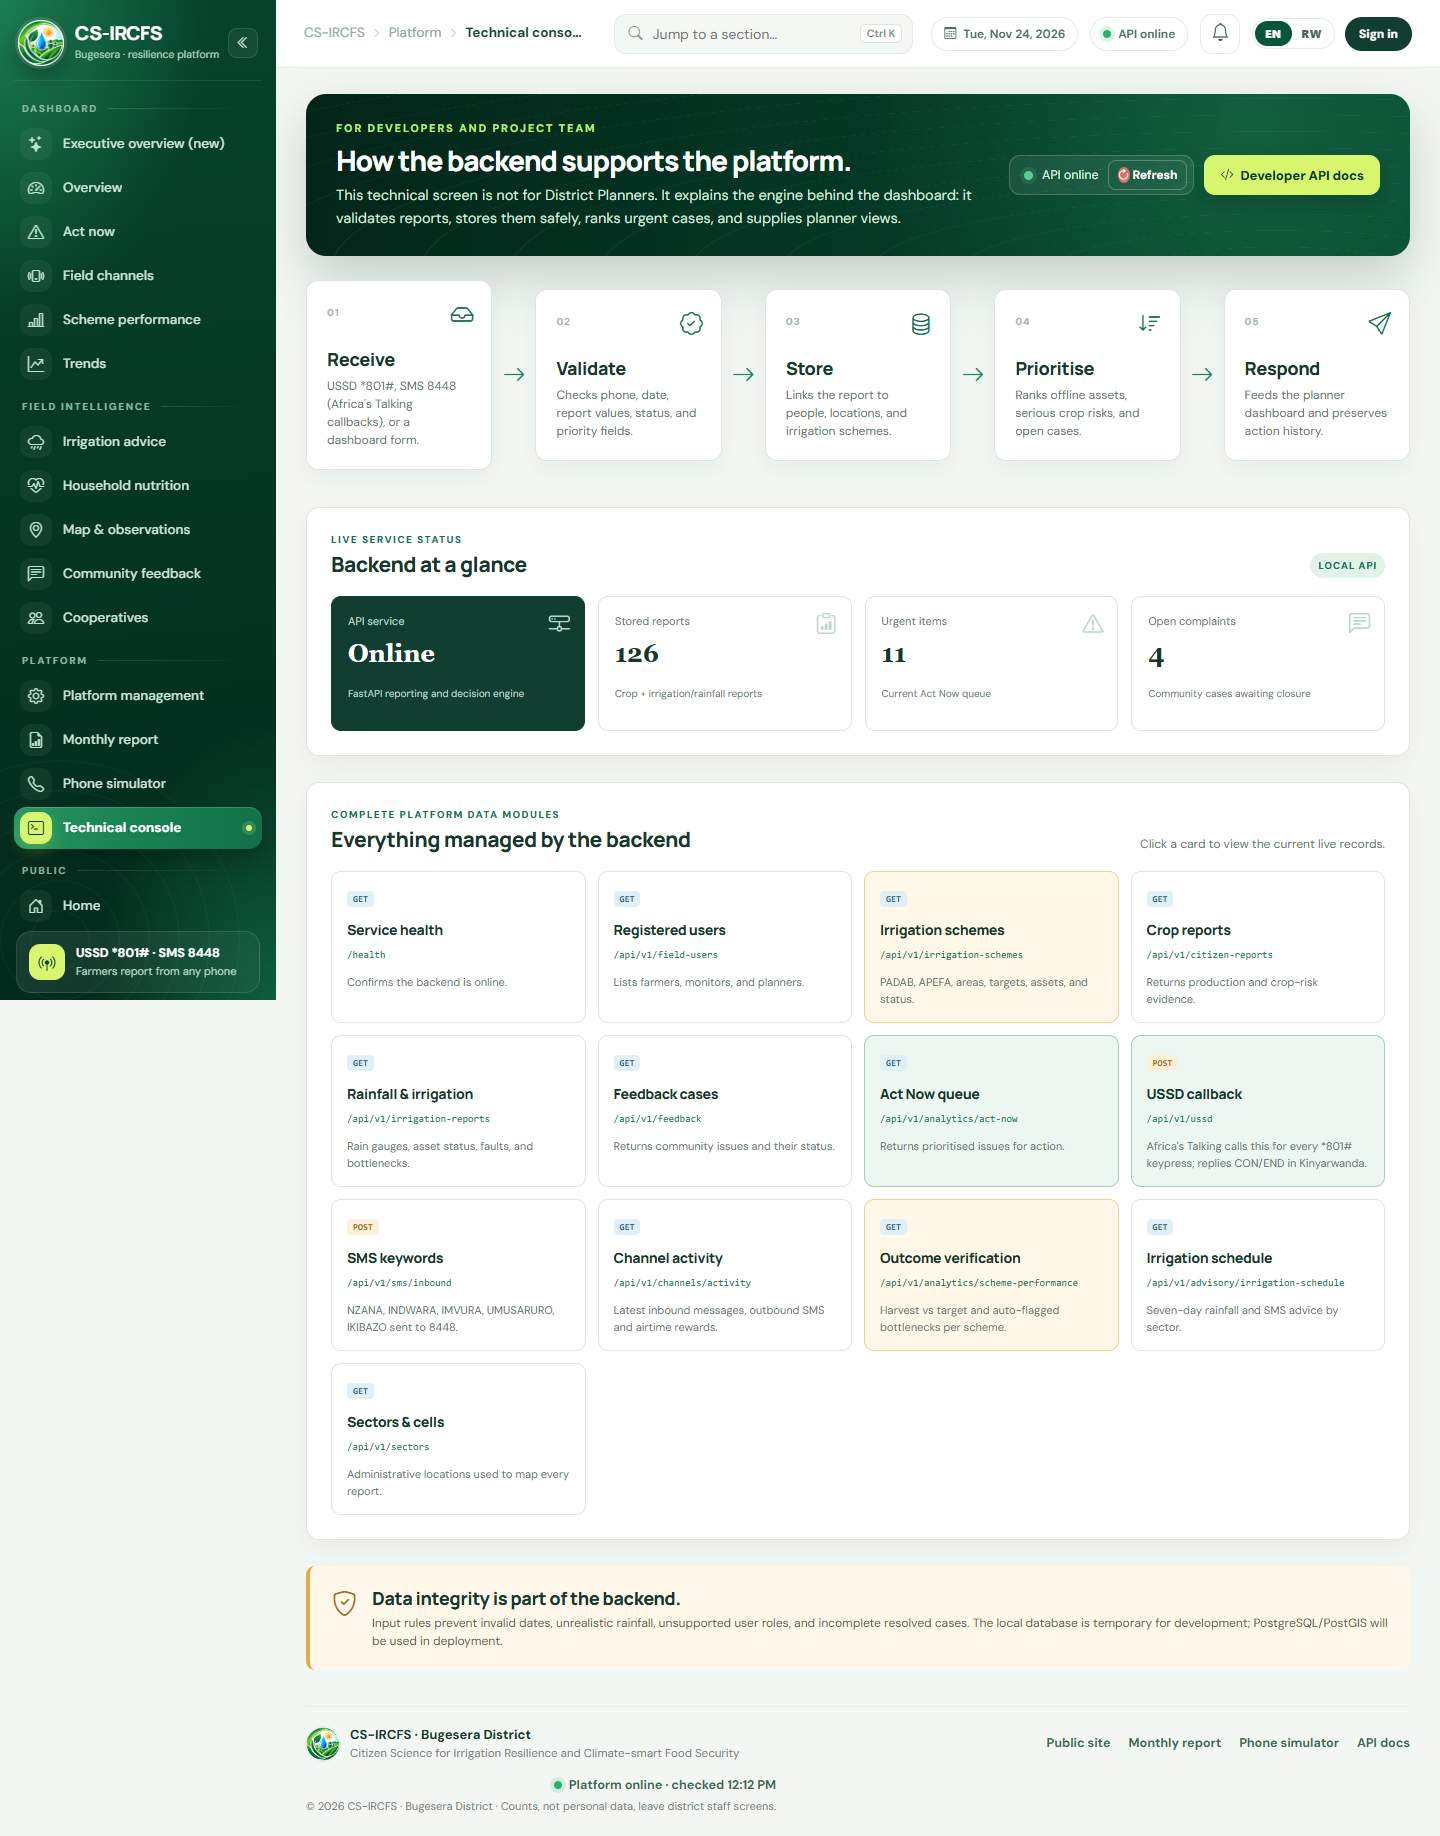 CS-IRCFS
Bugesera · resilience platform
DASHBOARD
Executive overview (new)
Overview
Act now
Field channels
Scheme performance
Trends
FIELD INTELLIGENCE
Irrigation advice
Household nutrition
Map & observations
Community feedback
Cooperatives
PLATFORM
Platform management
Monthly report
Phone simulator
Technical console
PUBLIC
Home
USSD *801# · SMS 8448
Farmers report from any phone
CS-IRCFS
Platform
Technical conso...
Jump to a section...
Ctrl K
Tue, Nov 24, 2026
API online
EN
RW
Sign in
FOR DEVELOPERS AND PROJECT TEAM
How the backend supports the platform.
This technical screen is not for District Planners. It explains the engine behind the dashboard: it
validates reports, stores them safely, ranks urgent cases, and supplies planner views.
API online
Refresh
Developer API docs
01
Receive
USSD *801#, SMS 8448
(Africa's Talking
callbacks), or a
dashboard form.
02
Validate
Checks phone, date,
report values, status, and
priority fields.
03
Store
Links the report to
people, locations, and
irrigation schemes.
04
Prioritise
Ranks offline assets,
serious crop risks, and
open cases.
05
Respond
Feeds the planner
dashboard and preserves
action history.
LIVE SERVICE STATUS
Backend at a glance
LOCAL API
API service
Online
FastAPI reporting and decision engine
Stored reports
126
Crop + irrigation/rainfall reports
Urgent items
11
Current Act Now queue
Open complaints
4
Community cases awaiting closure
COMPLETE PLATFORM DATA MODULES
Everything managed by the backend
Click a card to view the current live records.
GET
Service health
/health
Confirms the backend is online.
GET
Registered users
/api/v1/field-users
Lists farmers, monitors, and planners.
GET
Irrigation schemes
/api/v1/irrigation-schemes
PADAB, APEFA, areas, targets, assets, and
status.
GET
Crop reports
/api/v1/citizen-reports
Returns production and crop-risk
evidence.
GET
Rainfall & irrigation
/api/v1/irrigation-reports
Rain gauges, asset status, faults, and
bottlenecks.
GET
Feedback cases
/api/v1/feedback
Returns community issues and their status.
GET
Act Now queue
/api/v1/analytics/act-now
Returns prioritised issues for action.
POST
USSD callback
/api/v1/ussd
Africa's Talking calls this for every *801#
keypress; replies CON/END in Kinyarwanda.
POST
SMS keywords
/api/v1/sms/inbound
NZANA, INDWARA, IMVURA, UMUSARURO,
IKIBAZO sent to 8448.
GET
Channel activity
/api/v1/channels/activity
Latest inbound messages, outbound SMS
and airtime rewards.
GET
Outcome verification
/api/v1/analytics/scheme-performance
Harvest vs target and auto-flagged
bottlenecks per scheme.
GET
Irrigation schedule
/api/v1/advisory/irrigation-schedule
Seven-day rainfall and SMS advice by
sector.
GET
Sectors & cells
/api/v1/sectors
Administrative locations used to map every
report.
Data integrity is part of the backend.
Input rules prevent invalid dates, unrealistic rainfall, unsupported user roles, and incomplete resolved cases. The local database is temporary for development; PostgreSQL/PostGIS will
be used in deployment.
CS-IRCFS · Bugesera District
Citizen Science for Irrigation Resilience and Climate-smart Food Security
Public site
Monthly report
Phone simulator
API docs
Platform online · checked 12:12 PM
© 2026 CS-IRCFS · Bugesera District · Counts, not personal data, leave district staff screens.